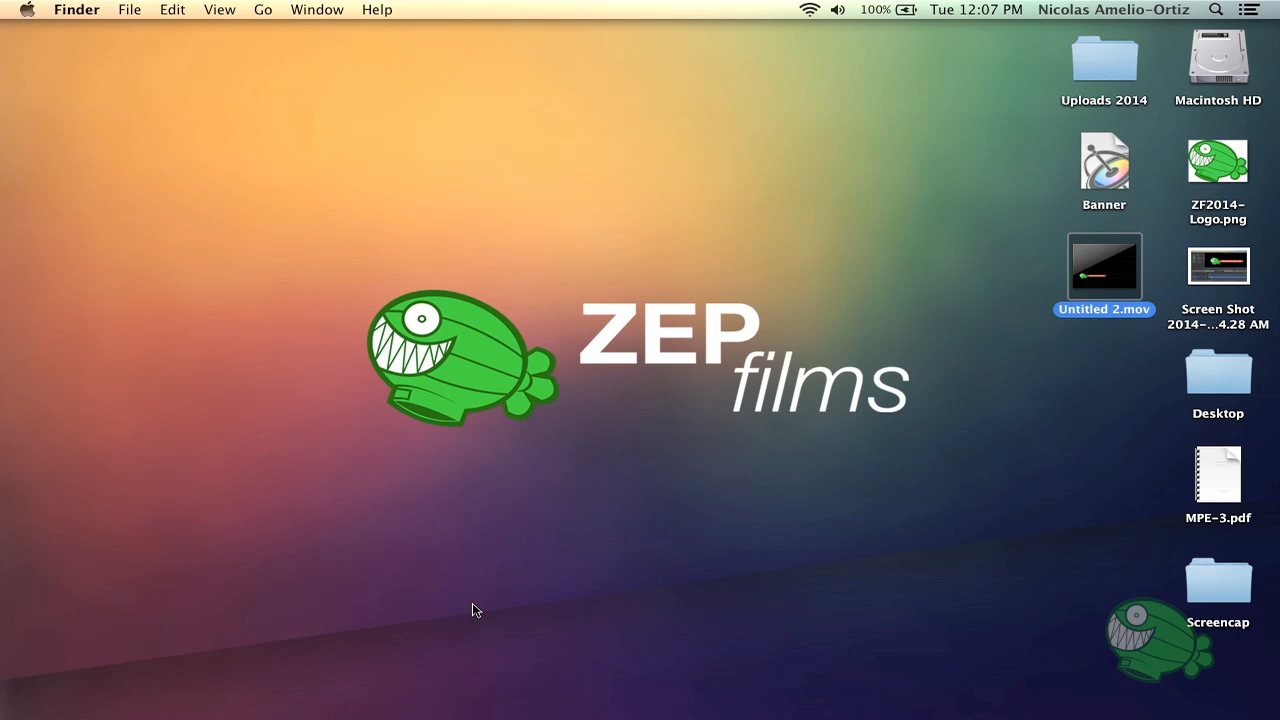 Finder File Edit View Go Window Help 100% Tue 12:07 PM Nicolas Amelio-Ortiz
Uploads 2014
Macintosh HD
Banner
ZF2014-
Logo.png
Untitled 2.mov
Screen Shot
2014-...4.28 AM
ZEP
films
Desktop
MPE-3.pdf
Screencap